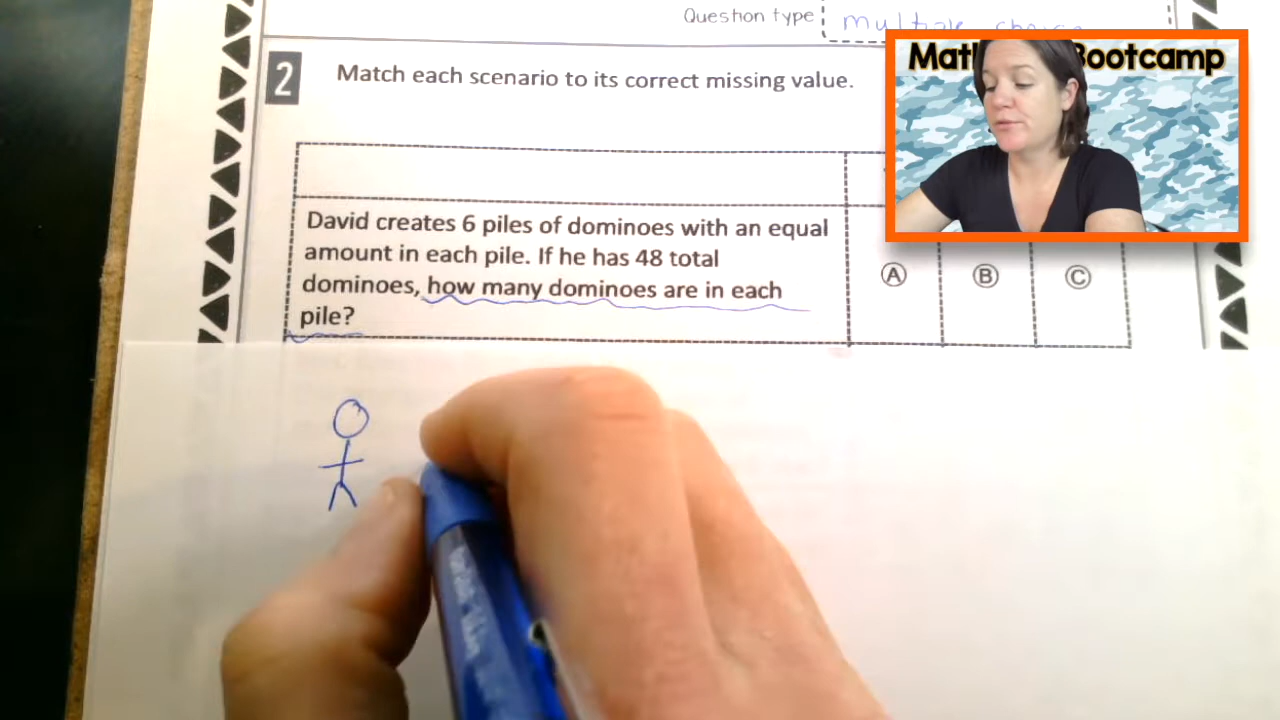 Question type multiple choice
2 Match each scenario to its correct missing value.
Bootcamp
David creates 6 piles of dominoes with an equal
amount in each pile. If he has 48 total
dominoes, how many dominoes are in each
pile?
A B C